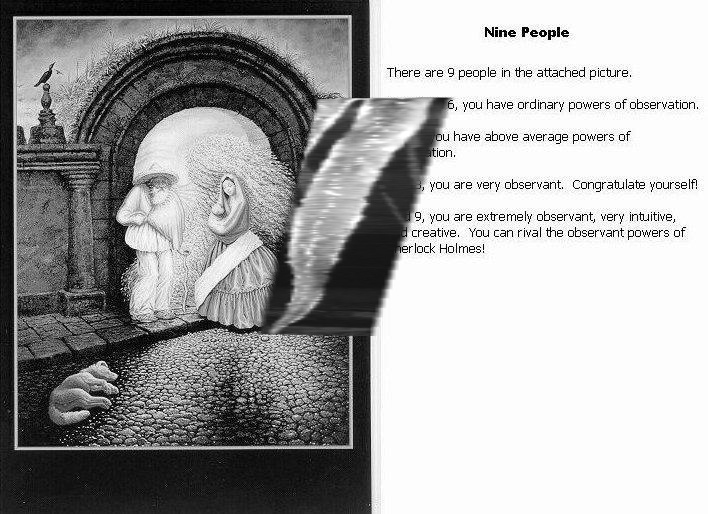 Nine People
There are 9 people in the attached picture.
6, you have ordinary powers of observation.
you have above average powers of
you are very observant. Congratulate yourself!
9, you are extremely observant, very intuitive,
creative. You can rival the observant powers of
Holmes!